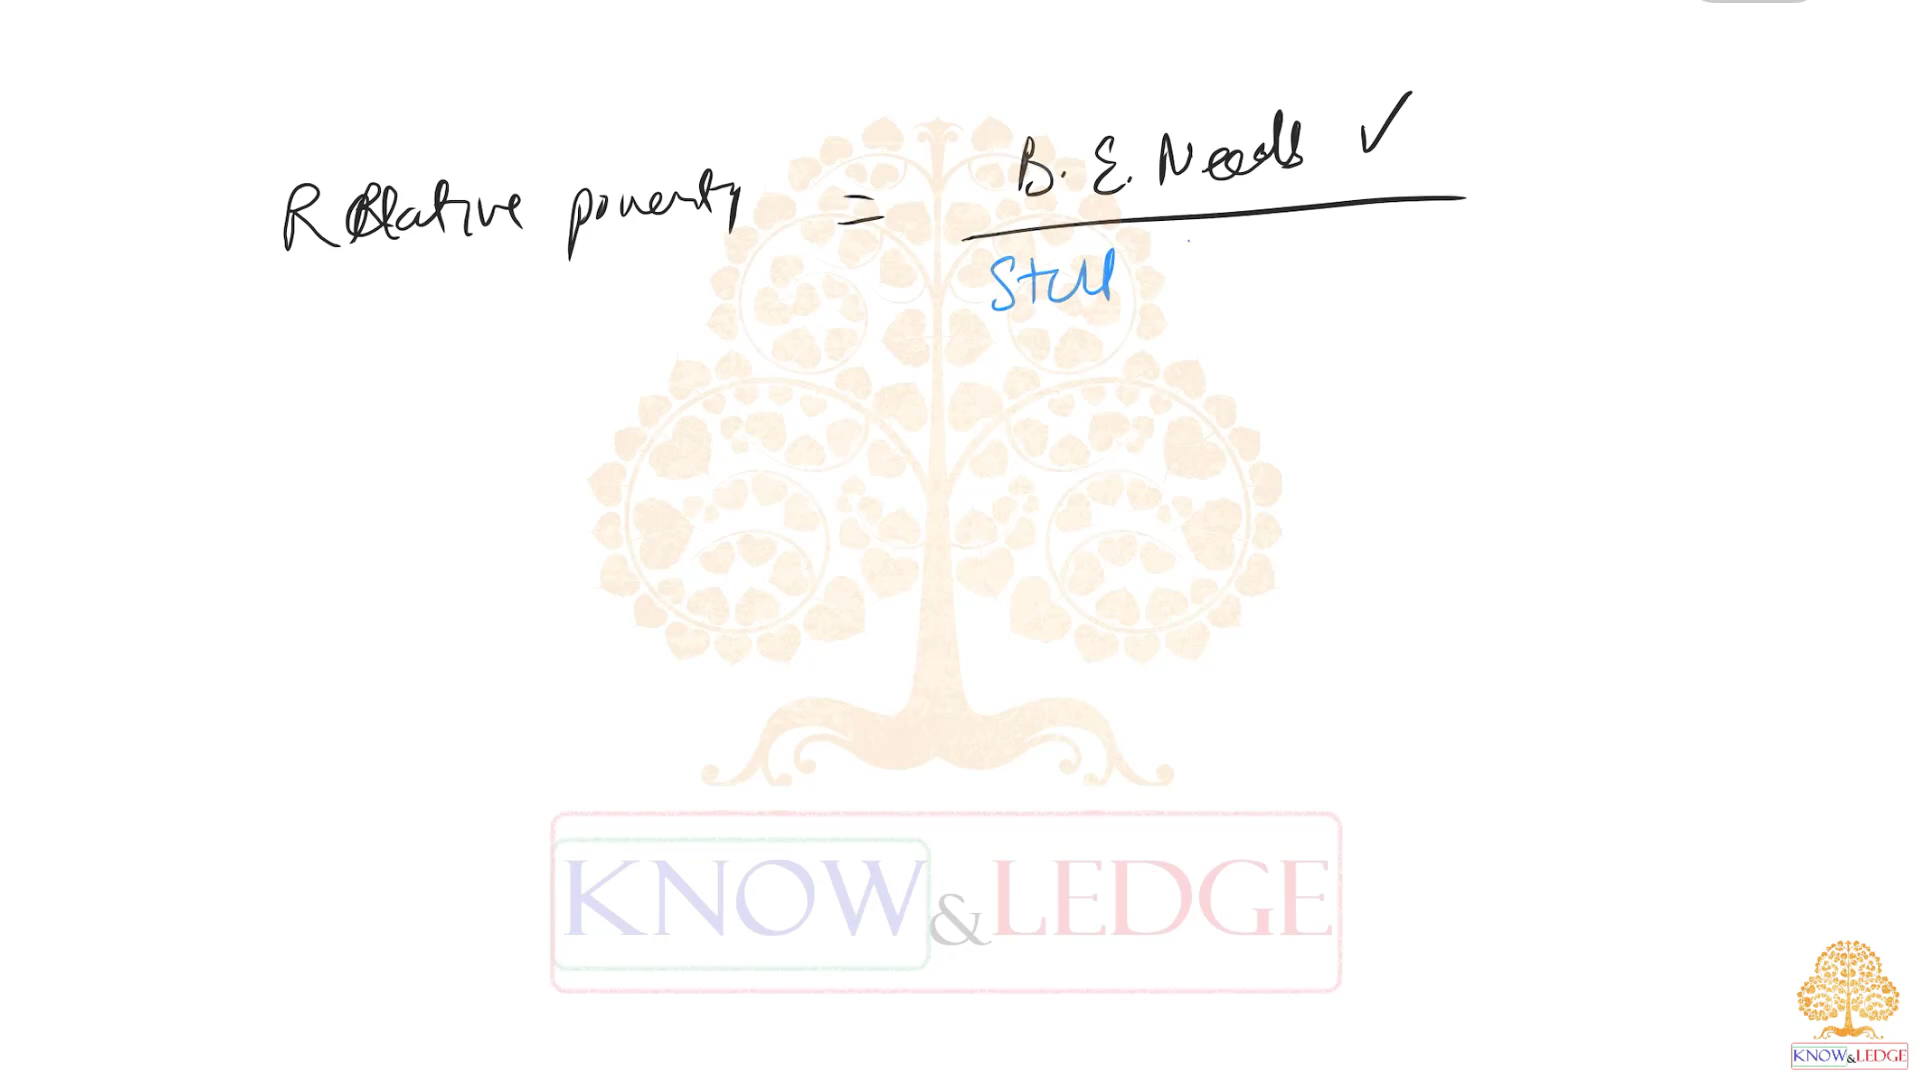 Relative poverty = B. E. Needs ✓
Still
KNOW&LEDGE
KNOW&LEDGE